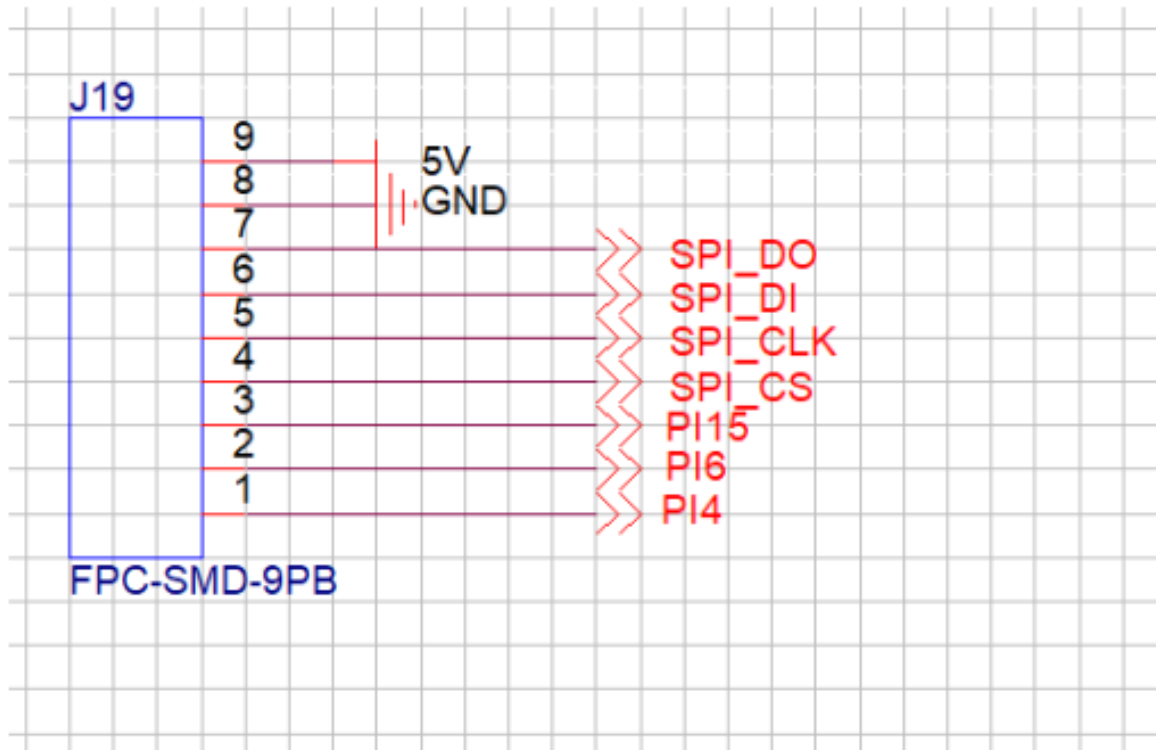 J19
9
5V
8
GND
7
SPI_DO
6
SPI_DI
5
SPI_CLK
4
SPI_CS
3
PI15
2
PI6
1
PI4
FPC-SMD-9PB